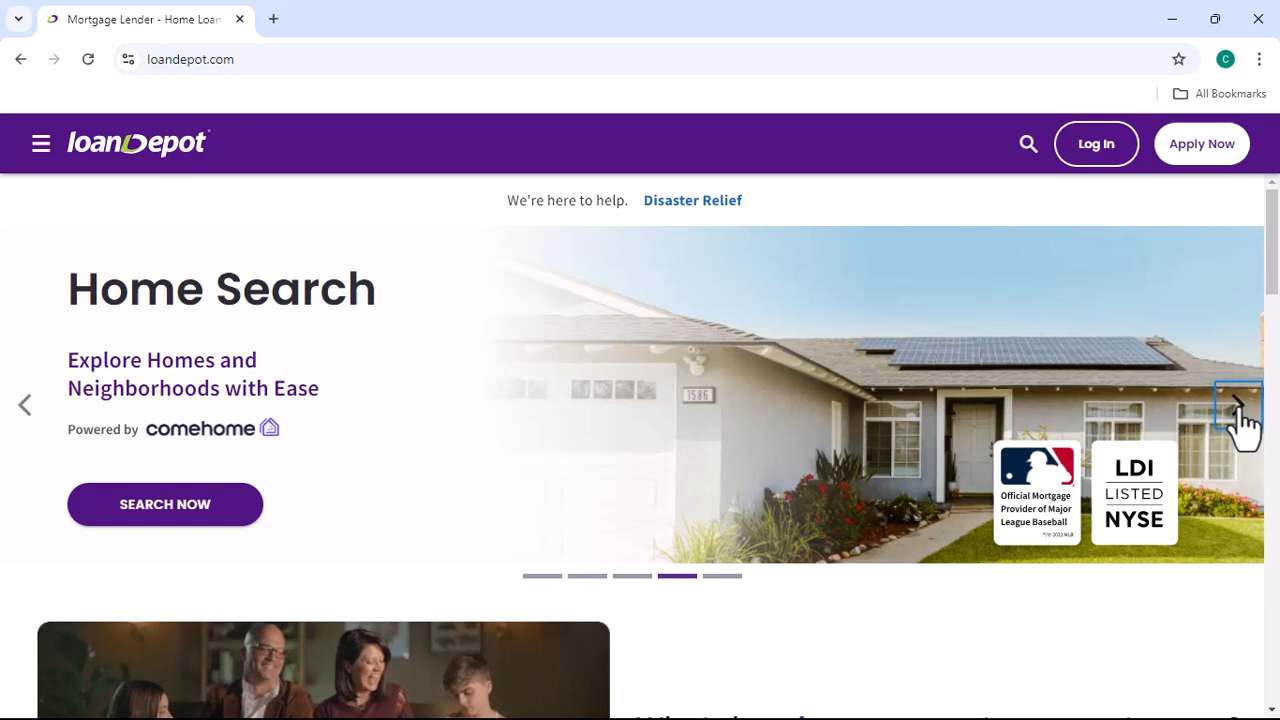 Mortgage Lender - Home Loan
loandepot.com
C
All Bookmarks
loanDepot
Log In
Apply Now
We're here to help. Disaster Relief
Home Search
Explore Homes and
Neighborhoods with Ease
Powered by comehome
SEARCH NOW
1586
Official Mortgage
Provider of Major
League Baseball
LDI
LISTED
NYSE